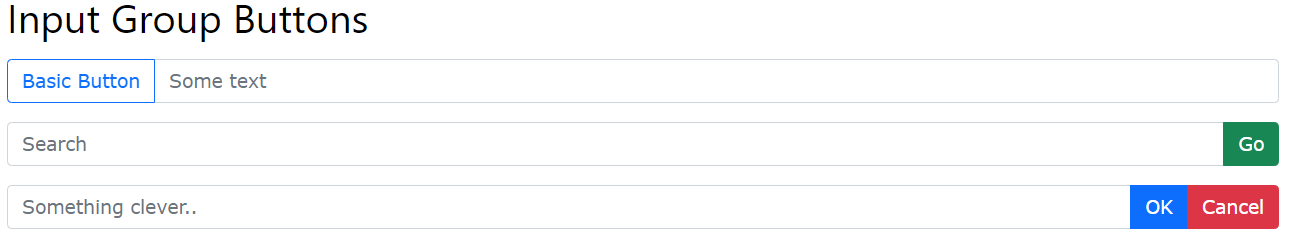 Input Group Buttons
Basic Button Some text
Search Go
Something clever.. OK Cancel